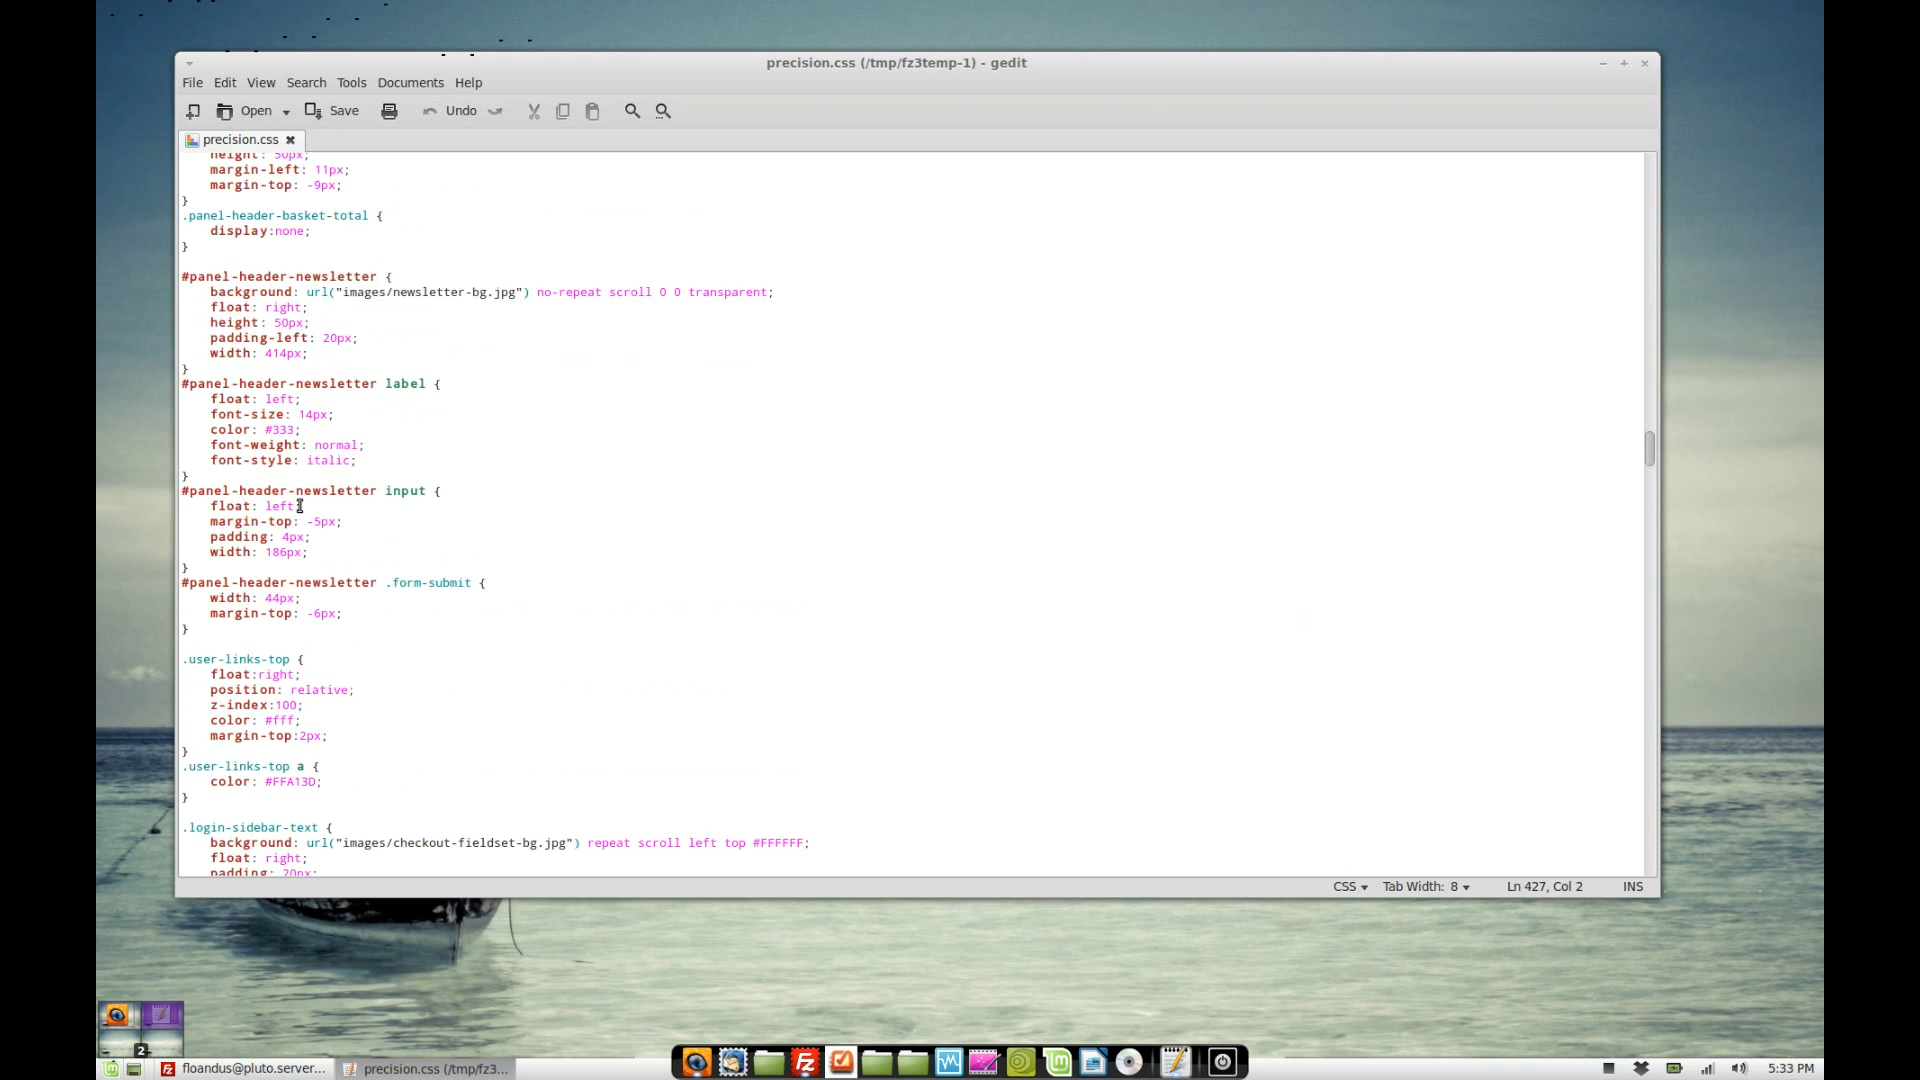 precision.css (/tmp/fz3temp-1) - gedit
File Edit View Search Tools Documents Help
Open Save Undo
precision.css
height: 50px;
margin-left: 11px;
margin-top: -9px;
}
.panel-header-basket-total {
display:none;
}
#panel-header-newsletter {
background: url("images/newsletter-bg.jpg") no-repeat scroll 0 0 transparent;
float: right;
height: 50px;
padding-left: 20px;
width: 414px;
}
#panel-header-newsletter label {
float: left;
font-size: 14px;
color: #333;
font-weight: normal;
font-style: italic;
}
#panel-header-newsletter input {
float: left
margin-top: -5px;
padding: 4px;
width: 186px;
}
#panel-header-newsletter .form-submit {
width: 44px;
margin-top: -6px;
}
.user-links-top {
float:right;
position: relative;
z-index:100;
color: #fff;
margin-top:2px;
}
.user-links-top a {
color: #FFA13D;
}
.login-sidebar-text {
background: url("images/checkout-fieldset-bg.jpg") repeat scroll left top #FFFFFF;
float: right;
padding: 20px;
CSS Tab Width: 8 Ln 427, Col 2 INS
2
floandus@pluto.server... precision.css (/tmp/fz3... 5:33 PM